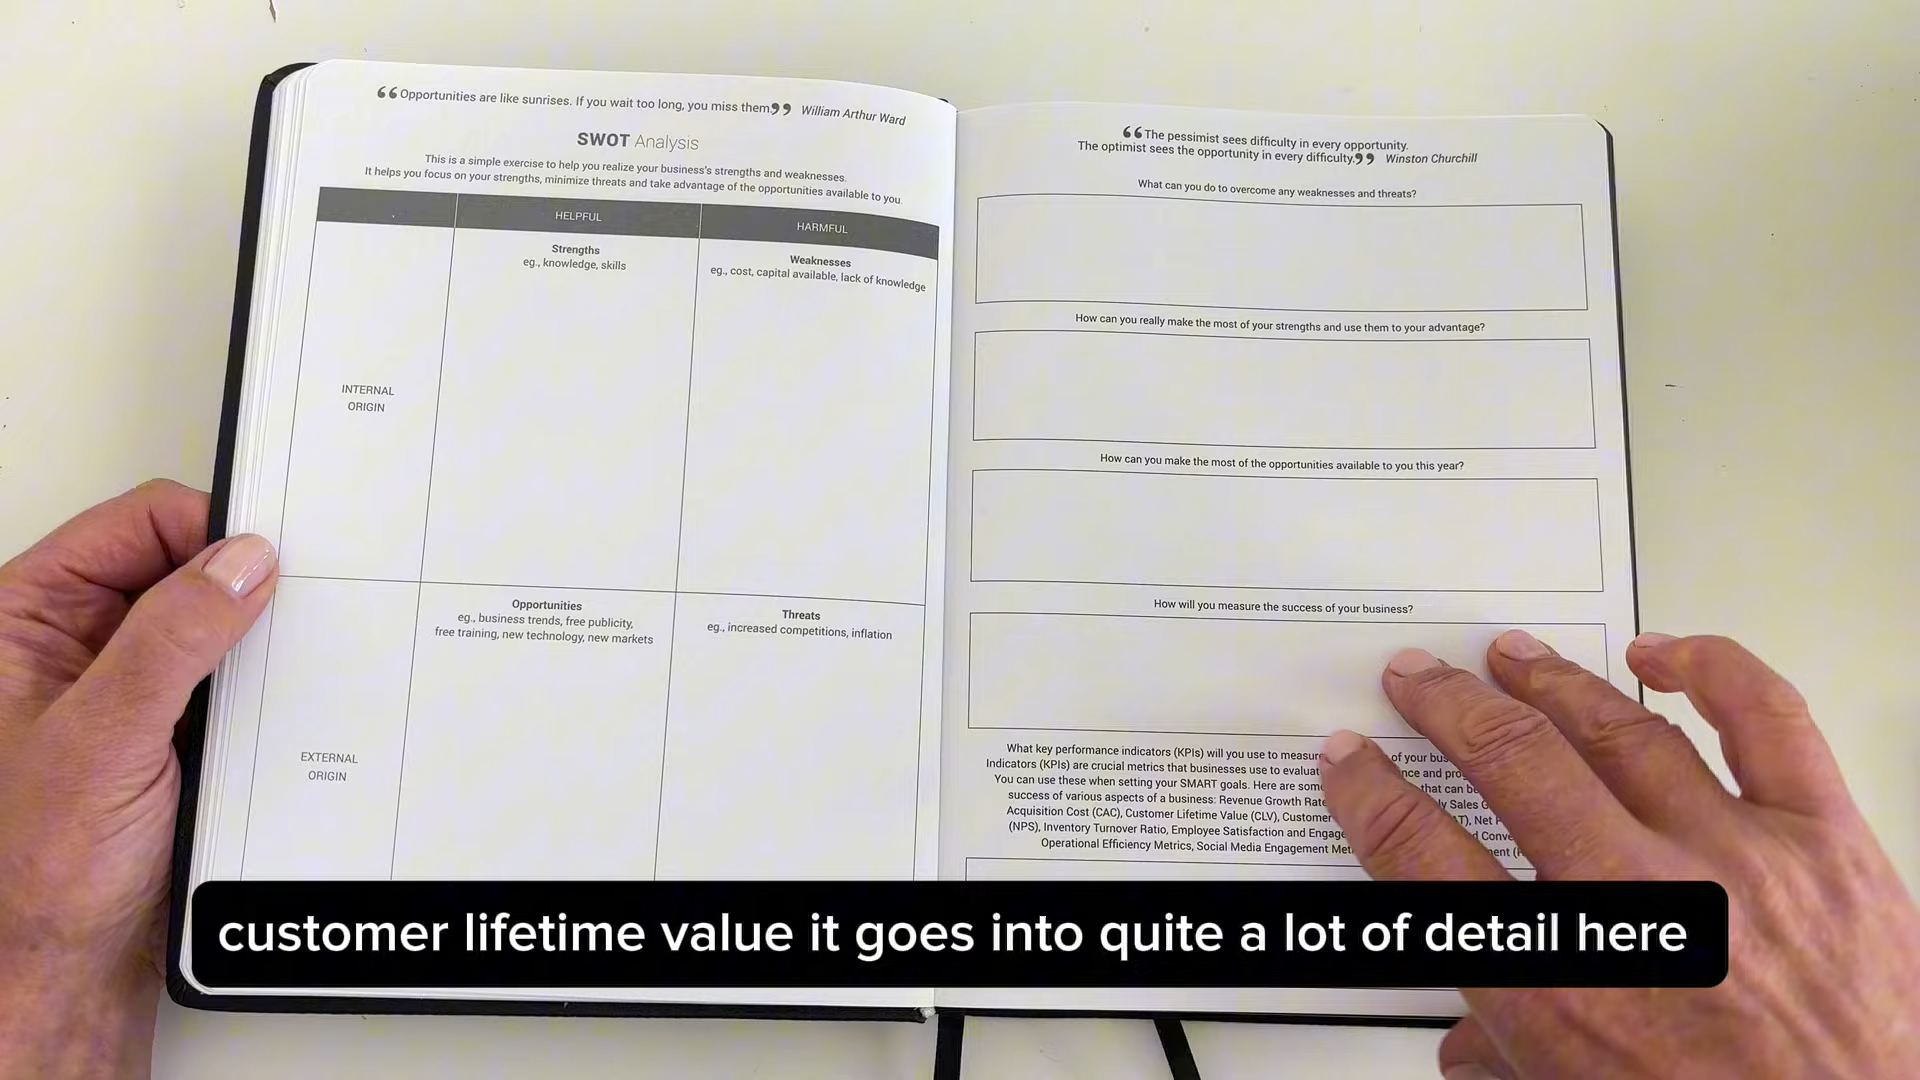 ❝Opportunities are like sunrises. If you wait too long, you miss them❞ William Arthur Ward
SWOT Analysis
This is a simple exercise to help you realize your business's strengths and weaknesses.
It helps you focus on your strengths, minimize threats and take advantage of the opportunities available to you.
HELPFUL
HARMFUL
Strengths
eg., knowledge, skills
Weaknesses
eg., cost, capital available, lack of knowledge
INTERNAL
ORIGIN
Opportunities
eg., business trends, free publicity,
free training, new technology, new markets
Threats
eg., increased competitions, inflation
EXTERNAL
ORIGIN
❝The pessimist sees difficulty in every opportunity.
The optimist sees the opportunity in every difficulty❞ Winston Churchill
What can you do to overcome any weaknesses and threats?
How can you really make the most of your strengths and use them to your advantage?
How can you make the most of the opportunities available to you this year?
How will you measure the success of your business?
What key performance indicators (KPIs) will you use to of your
Indicators (KPIs) are crucial metrics that businesses use to and
You can use these when setting your SMART goals. Here are that can be
success of various aspects of a business: Revenue Growth Sales
Acquisition Cost (CAC), Customer Lifetime Value (CLV), Customer Net
(NPS), Inventory Turnover Ratio, Employee Satisfaction and
Operational Efficiency Metrics, Social Media Engagement
customer lifetime value it goes into quite a lot of detail here